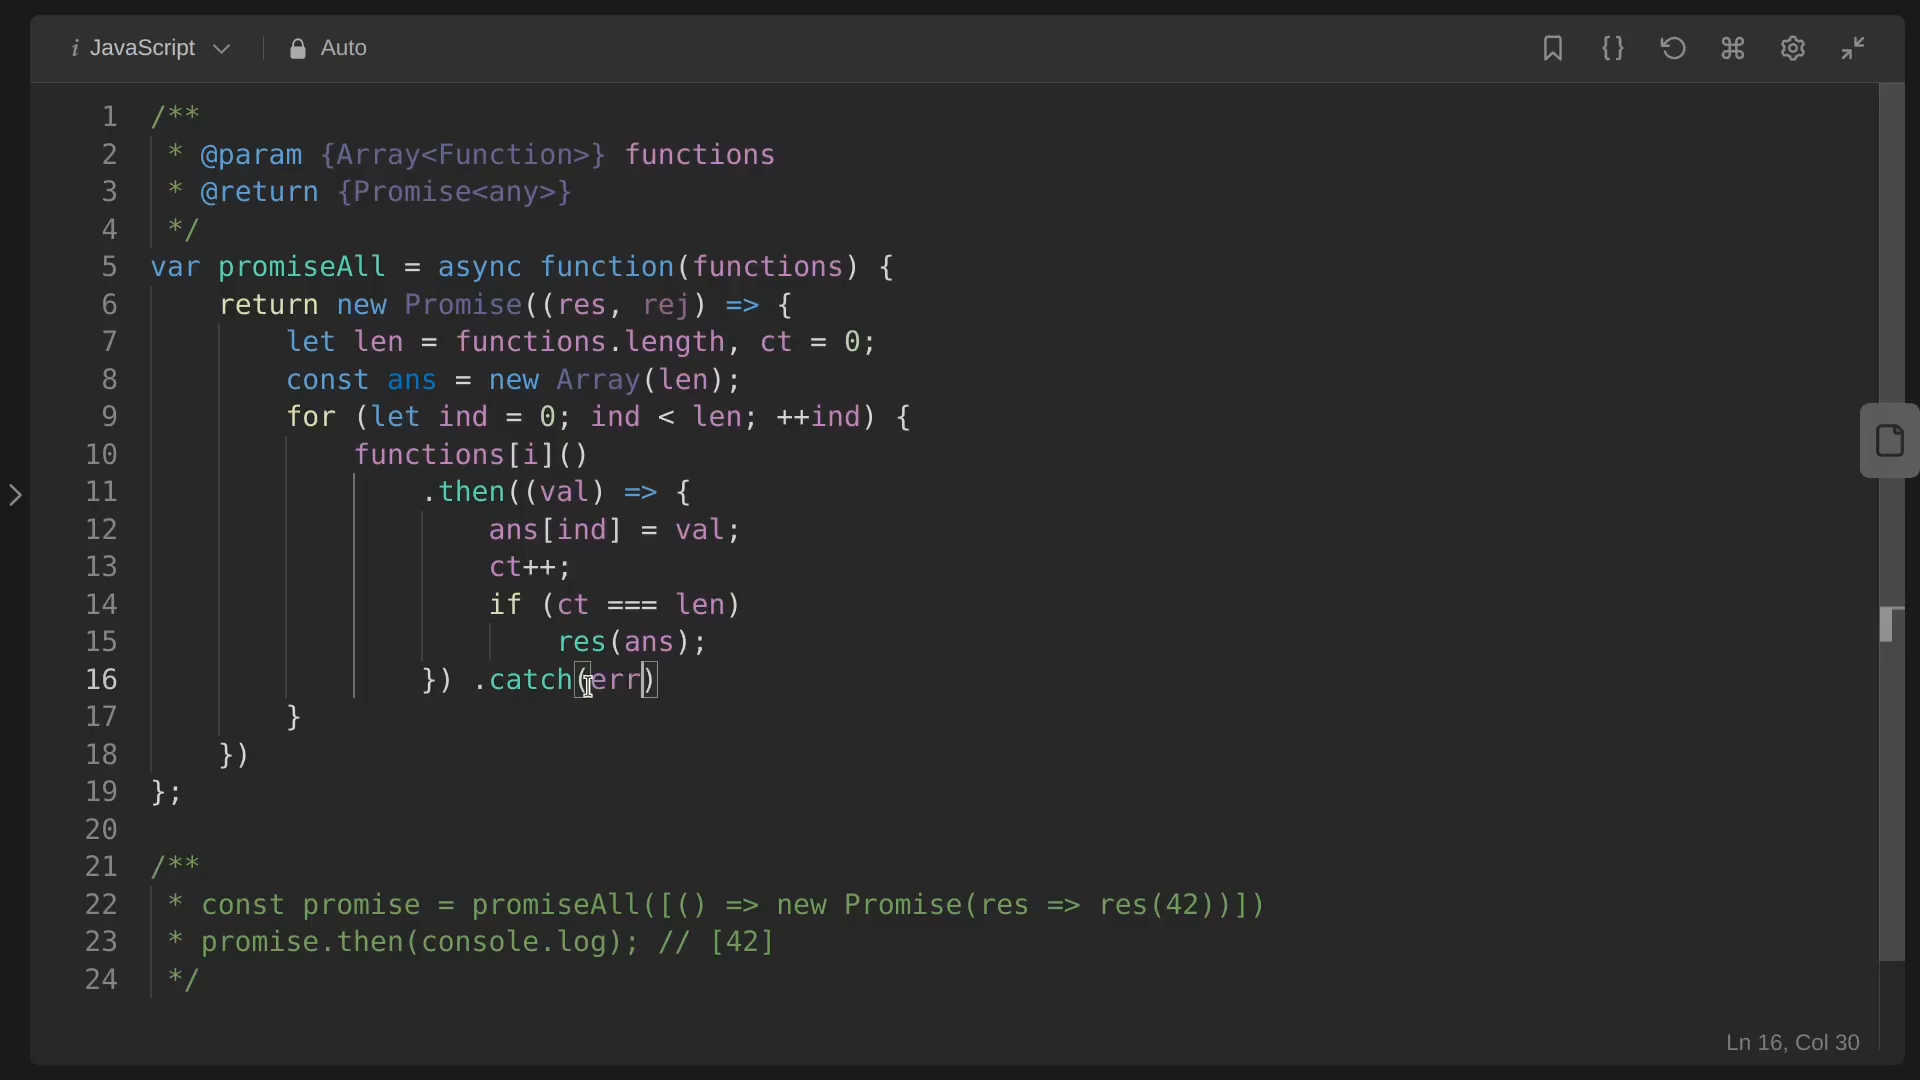 i JavaScript Auto
1 /**
2  * @param {Array<Function>} functions
3  * @return {Promise<any>}
4  */
5 var promiseAll = async function(functions) {
6     return new Promise((res, rej) => {
7         let len = functions.length, ct = 0;
8         const ans = new Array(len);
9         for (let ind = 0; ind < len; ++ind) {
10             functions[i]()
11                 .then((val) => {
12                     ans[ind] = val;
13                     ct++;
14                     if (ct === len)
15                         res(ans);
16                 }) .catch(err)
17         }
18     })
19 };
20
21 /**
22  * const promise = promiseAll([() => new Promise(res => res(42))])
23  * promise.then(console.log); // [42]
24  */
Ln 16, Col 30